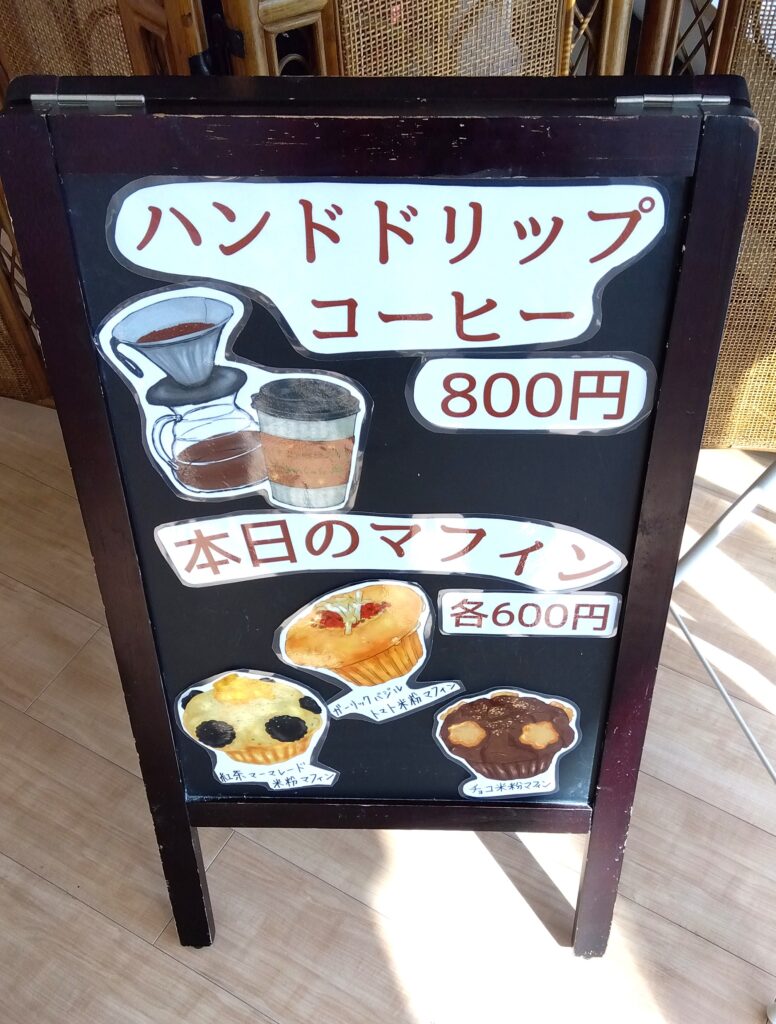 ハンドドリップ
コーヒー
800円
本日のマフィン
各600円
ガーリックバジル
トマト米粉マフィン
紅茶マーマレード
米粉マフィン
チョコ米粉マフィン